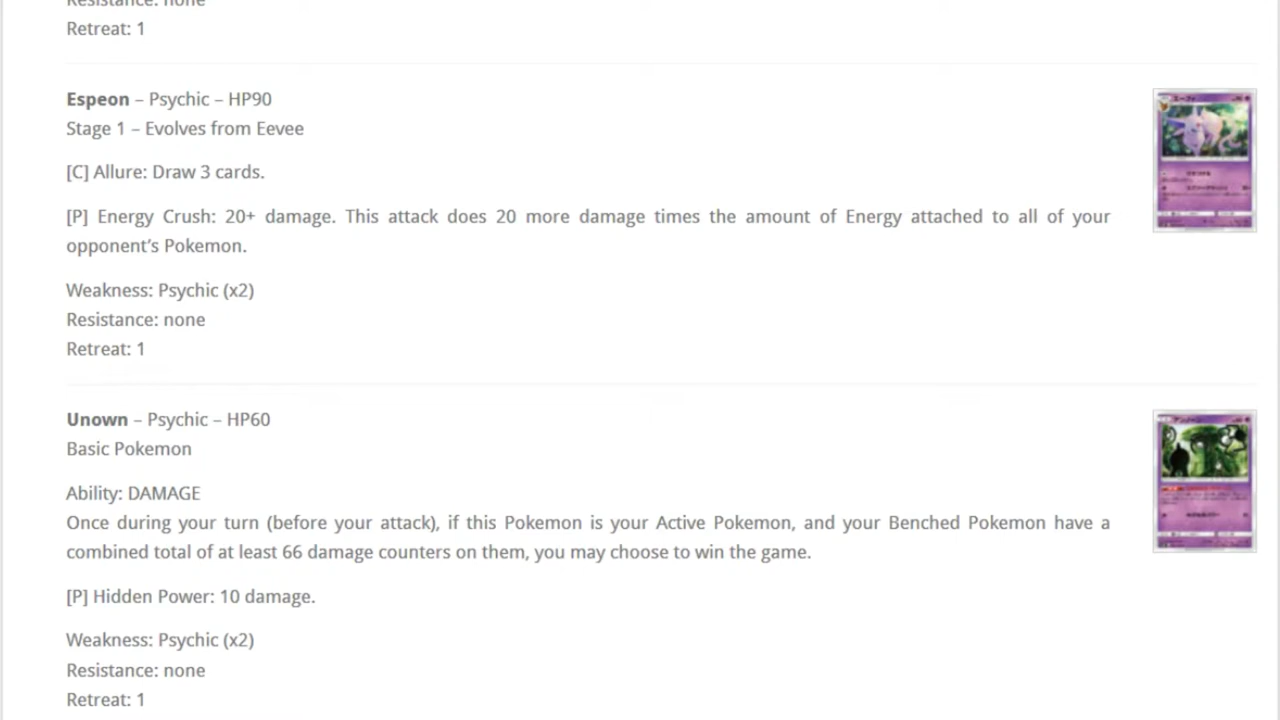 Resistance: none
Retreat: 1
Espeon – Psychic – HP90
Stage 1 – Evolves from Eevee
[C] Allure: Draw 3 cards.
[P] Energy Crush: 20+ damage. This attack does 20 more damage times the amount of Energy attached to all of your
opponent’s Pokemon.
Weakness: Psychic (x2)
Resistance: none
Retreat: 1
Unown – Psychic – HP60
Basic Pokemon
Ability: DAMAGE
Once during your turn (before your attack), if this Pokemon is your Active Pokemon, and your Benched Pokemon have a
combined total of at least 66 damage counters on them, you may choose to win the game.
[P] Hidden Power: 10 damage.
Weakness: Psychic (x2)
Resistance: none
Retreat: 1